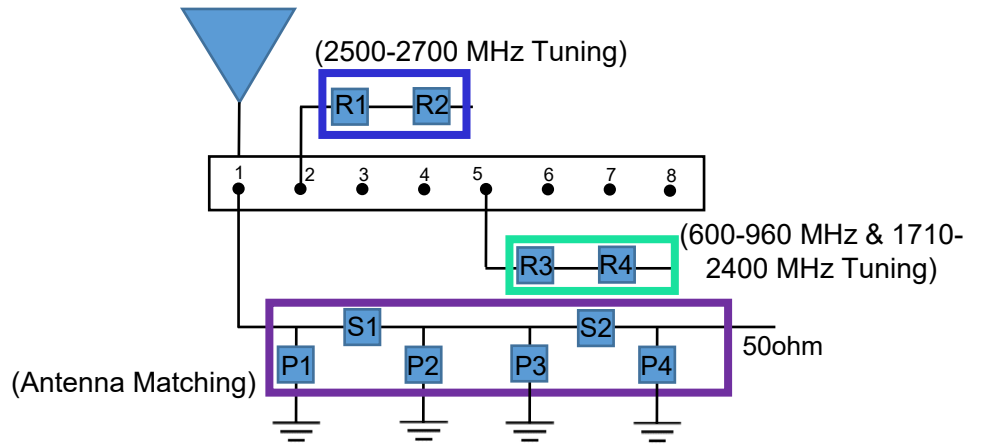 (2500-2700 MHz Tuning)
R1 R2
1 2 3 4 5 6 7 8
(600-960 MHz & 1710-
2400 MHz Tuning)
R3 R4
S1 S2
50ohm
P1 P2 P3 P4
(Antenna Matching)